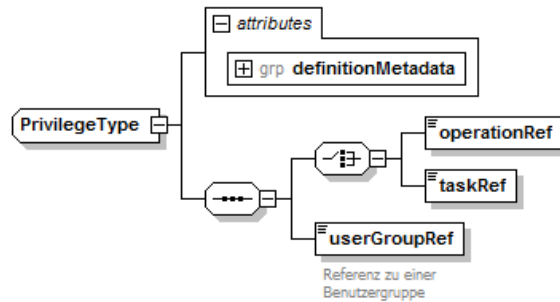 attributes
grp definitionMetadata
PrivilegeType
operationRef
taskRef
userGroupRef
Referenz zu einer
Benutzergruppe